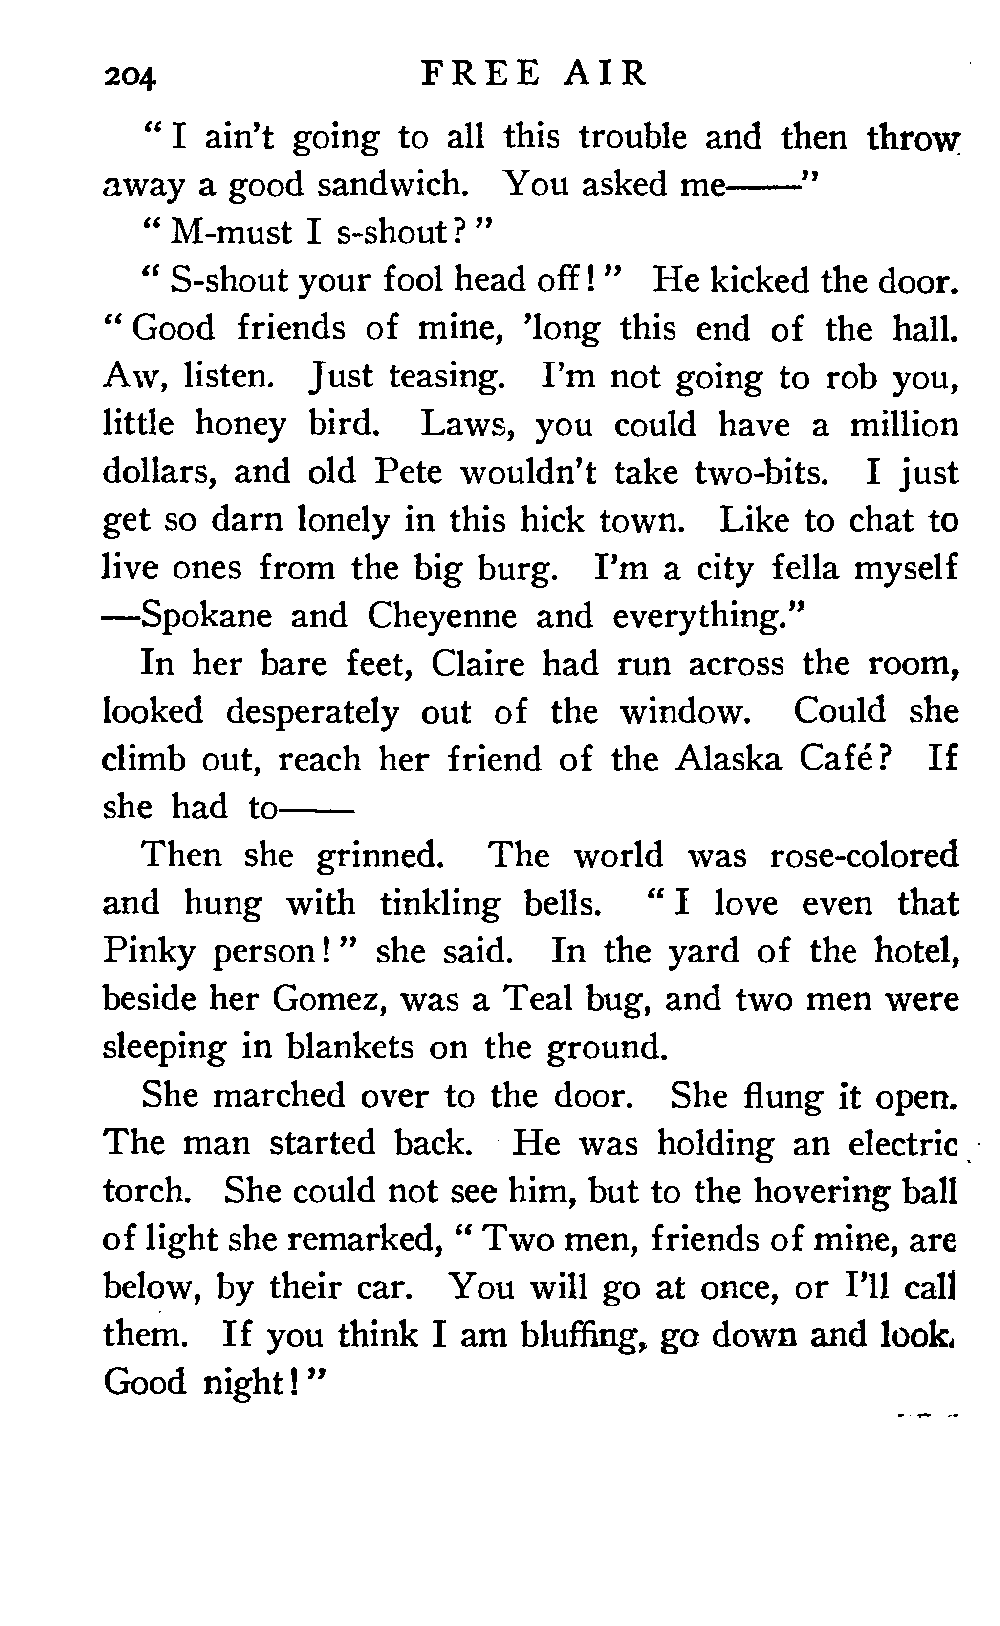 204 FREE AIR
“ I ain't going to all this trouble and then throw
away a good sandwich. You asked me——”
“ M-must I s-shout? ”
“ S-shout your fool head off! ” He kicked the door.
“ Good friends of mine, 'long this end of the hall.
Aw, listen. Just teasing. I'm not going to rob you,
little honey bird. Laws, you could have a million
dollars, and old Pete wouldn't take two-bits. I just
get so darn lonely in this hick town. Like to chat to
live ones from the big burg. I'm a city fella myself
—Spokane and Cheyenne and everything.”
In her bare feet, Claire had run across the room,
looked desperately out of the window. Could she
climb out, reach her friend of the Alaska Café? If
she had to——
Then she grinned. The world was rose-colored
and hung with tinkling bells. “ I love even that
Pinky person! ” she said. In the yard of the hotel,
beside her Gomez, was a Teal bug, and two men were
sleeping in blankets on the ground.
She marched over to the door. She flung it open.
The man started back. He was holding an electric
torch. She could not see him, but to the hovering ball
of light she remarked, “ Two men, friends of mine, are
below, by their car. You will go at once, or I'll call
them. If you think I am bluffing, go down and look.
Good night! ”